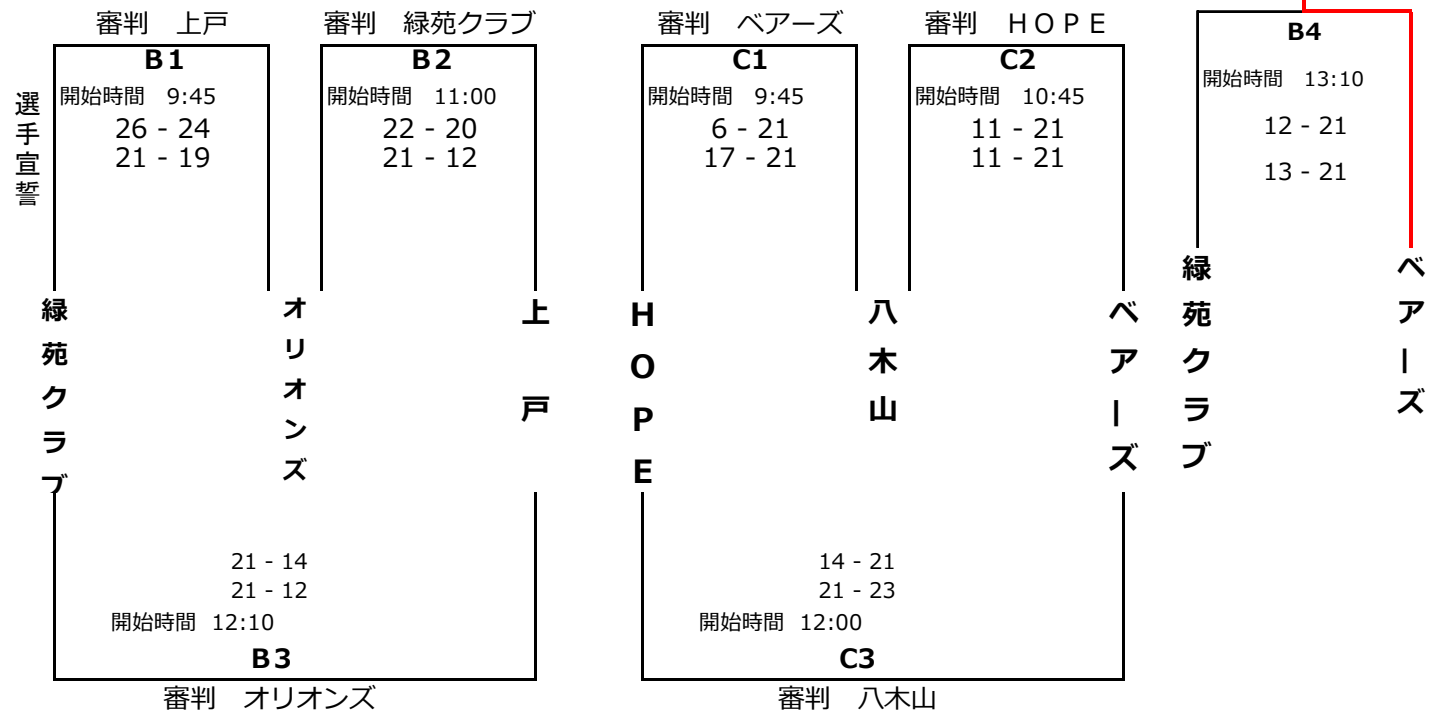 審判　上戸
B1
開始時間　9:45
26 - 24
21 - 19
選手宣誓
審判　緑苑クラブ
B2
開始時間　11:00
22 - 20
21 - 12
緑苑クラブ
オリオンズ
上戸
21 - 14
21 - 12
開始時間　12:10
B3
審判　オリオンズ
審判　ベアーズ
C1
開始時間　9:45
6 - 21
17 - 21
審判　ＨＯＰＥ
C2
開始時間　10:45
11 - 21
11 - 21
HOPE
八木山
ベアーズ
14 - 21
21 - 23
開始時間　12:00
C3
審判　八木山
B4
開始時間　13:10
12 - 21
13 - 21
緑苑クラブ
ベアーズ